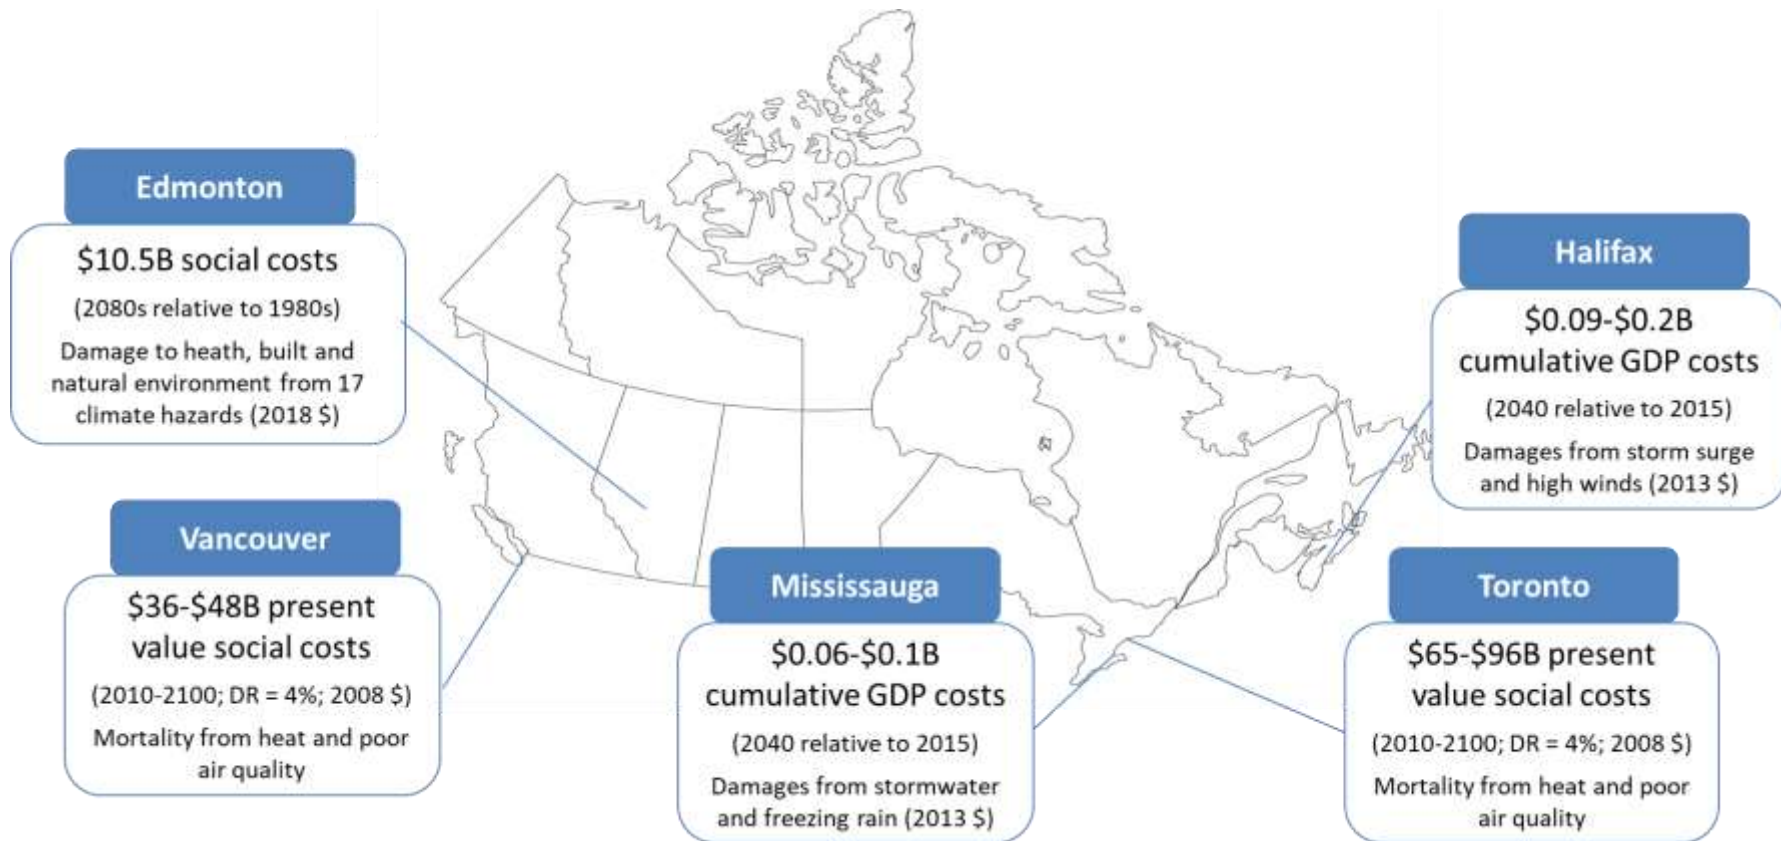 Edmonton
$10.5B social costs
(2080s relative to 1980s)
Damage to heath, built and
natural environment from 17
climate hazards (2018 $)
Halifax
$0.09-$0.2B
cumulative GDP costs
(2040 relative to 2015)
Damages from storm surge
and high winds (2013 $)
Vancouver
$36-$48B present
value social costs
(2010-2100; DR = 4%; 2008 $)
Mortality from heat and poor
air quality
Mississauga
$0.06-$0.1B
cumulative GDP costs
(2040 relative to 2015)
Damages from stormwater
and freezing rain (2013 $)
Toronto
$65-$96B present
value social costs
(2010-2100; DR = 4%; 2008 $)
Mortality from heat and poor
air quality